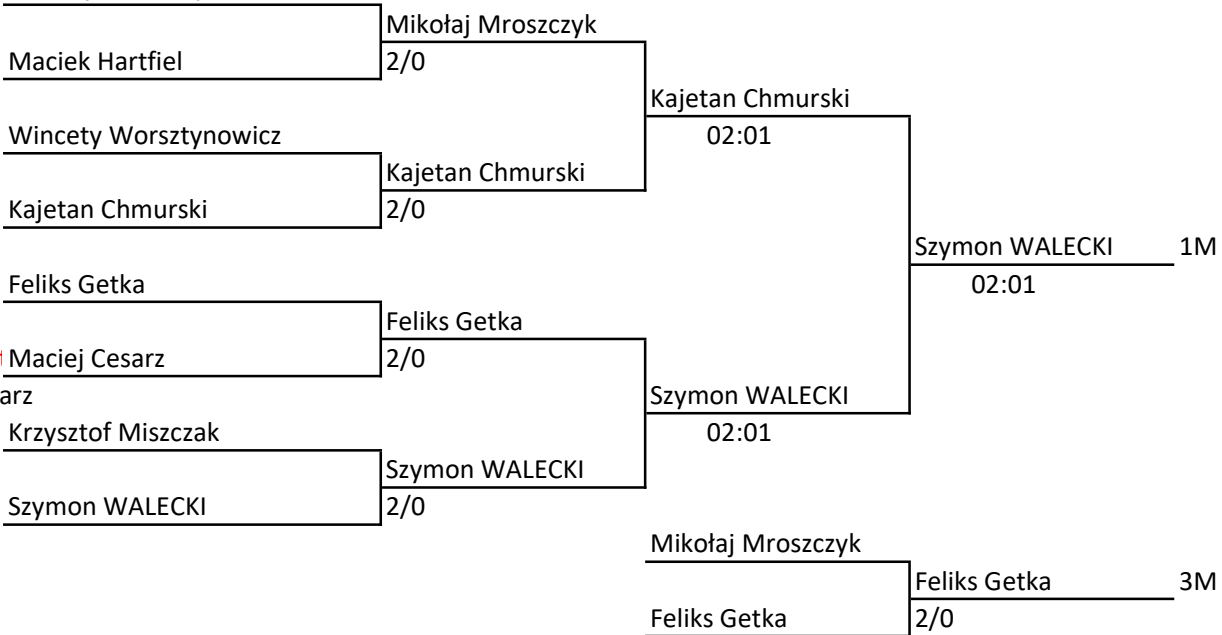 Mikołaj Mroszczyk
Maciek Hartfiel
2/0
Kajetan Chmurski
Wincety Worsztynowicz
02:01
Kajetan Chmurski
Kajetan Chmurski
2/0
Szymon WALECKI 1M
Feliks Getka
02:01
Feliks Getka
Maciej Cesarz
2/0
arz
Szymon WALECKI
Krzysztof Miszczak
02:01
Szymon WALECKI
Szymon WALECKI
2/0
Mikołaj Mroszczyk
Feliks Getka 3M
Feliks Getka
2/0